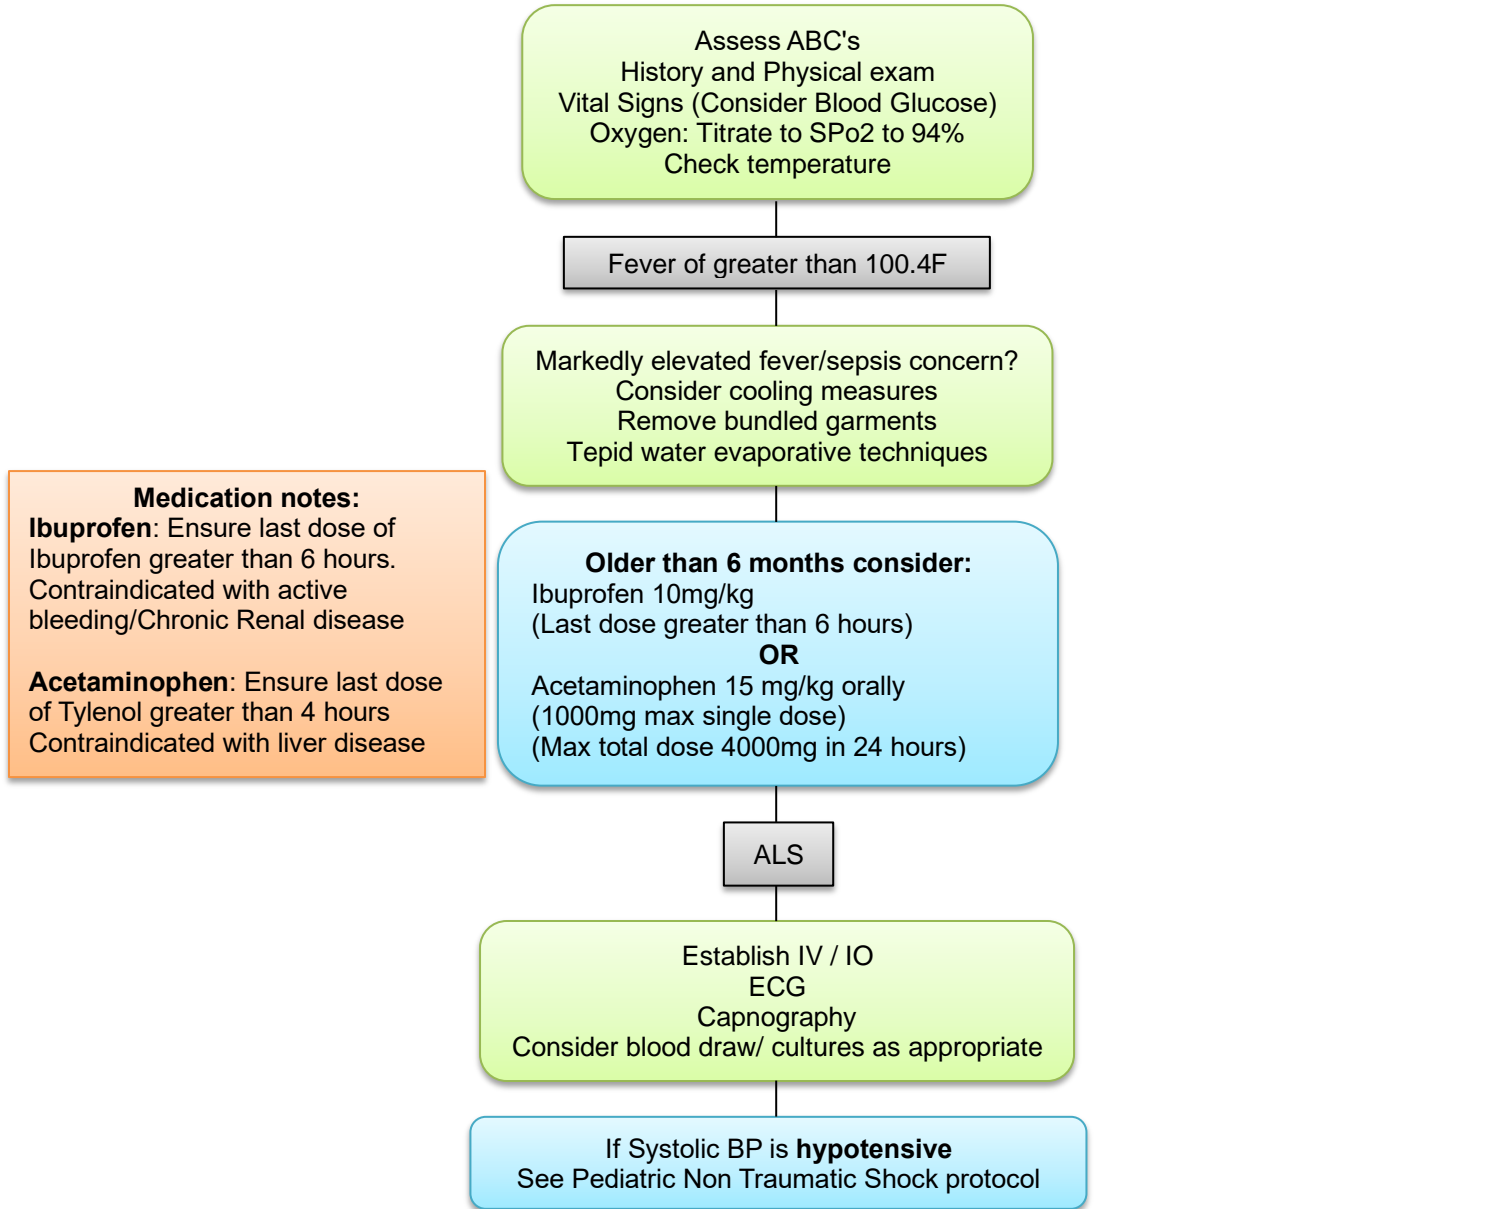 Assess ABC's
History and Physical exam
Vital Signs (Consider Blood Glucose)
Oxygen: Titrate to SPo2 to 94%
Check temperature
Fever of greater than 100.4F
Markedly elevated fever/sepsis concern?
Consider cooling measures
Remove bundled garments
Tepid water evaporative techniques
Medication notes:
Ibuprofen: Ensure last dose of
Ibuprofen greater than 6 hours.
Contraindicated with active
bleeding/Chronic Renal disease
Acetaminophen: Ensure last dose
of Tylenol greater than 4 hours
Contraindicated with liver disease
Older than 6 months consider:
Ibuprofen 10mg/kg
(Last dose greater than 6 hours)
OR
Acetaminophen 15 mg/kg orally
(1000mg max single dose)
(Max total dose 4000mg in 24 hours)
ALS
Establish IV / IO
ECG
Capnography
Consider blood draw/ cultures as appropriate
If Systolic BP is hypotensive
See Pediatric Non Traumatic Shock protocol